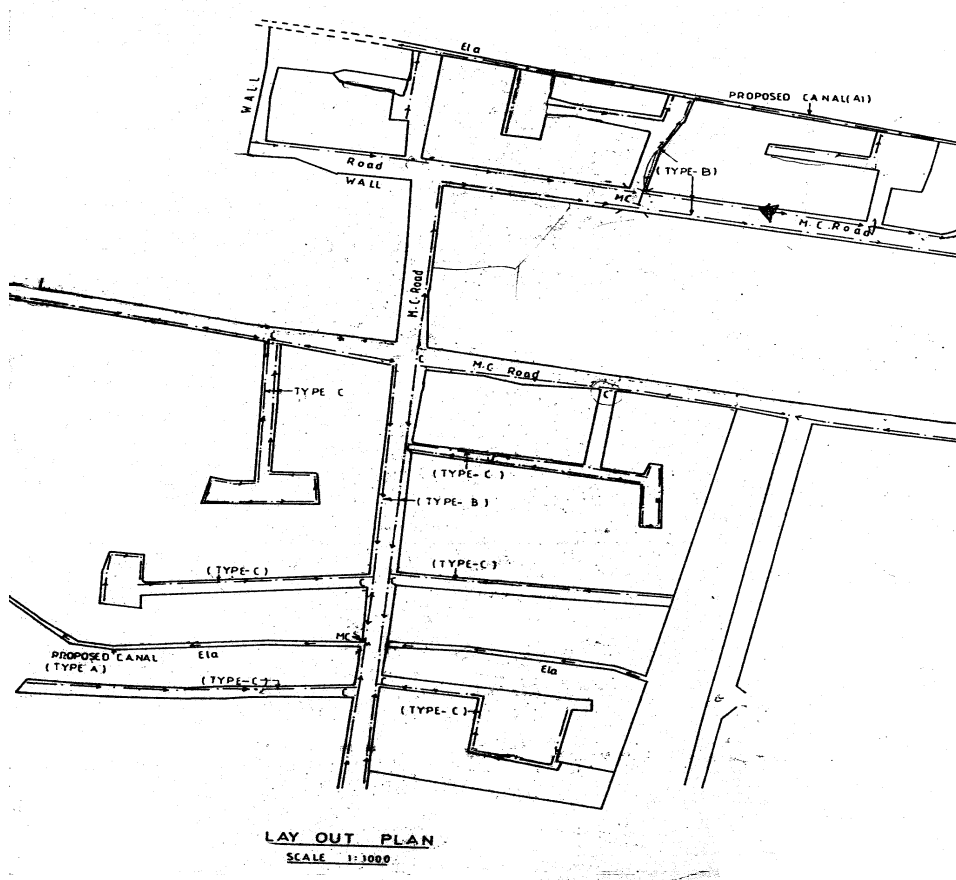 Ela
PROPOSED CANAL(A1)
WALL
Road
WALL
(TYPE-B)
MC
M.C. Road
M.C. Road
M.C. Road
C
C
C
TYPE C
(TYPE-C)
(TYPE-B)
(TYPE-C)
(TYPE-C)
MC
Ela
PROPOSED CANAL
(TYPE A)
Ela
(TYPE-C)
(TYPE-C)
LAY OUT PLAN
SCALE 1:1000